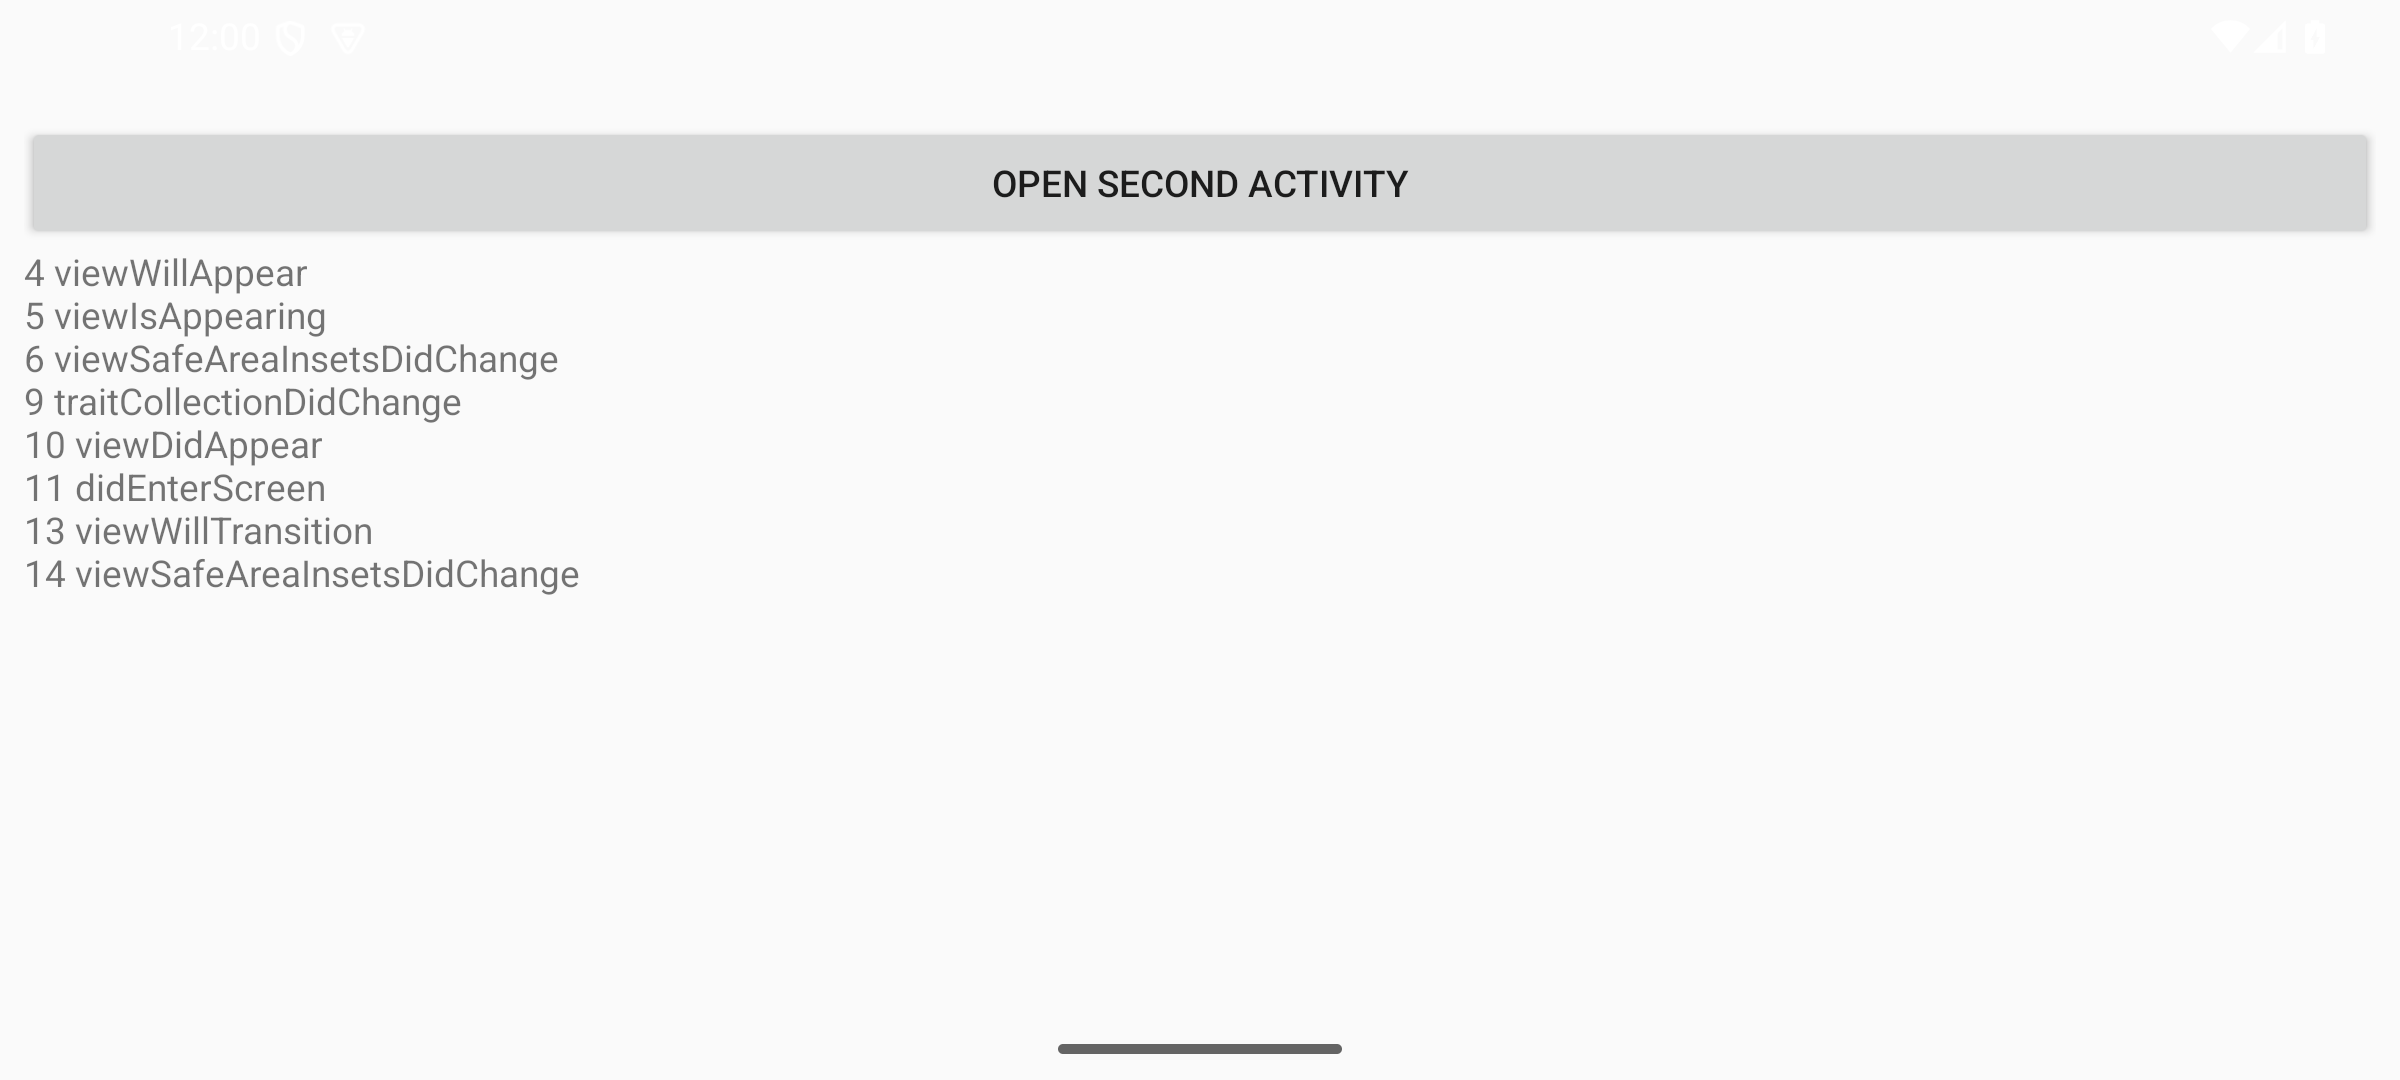 12:00
OPEN SECOND ACTIVITY
4 viewWillAppear
5 viewIsAppearing
6 viewSafeAreaInsetsDidChange
9 traitCollectionDidChange
10 viewDidAppear
11 didEnterScreen
13 viewWillTransition
14 viewSafeAreaInsetsDidChange